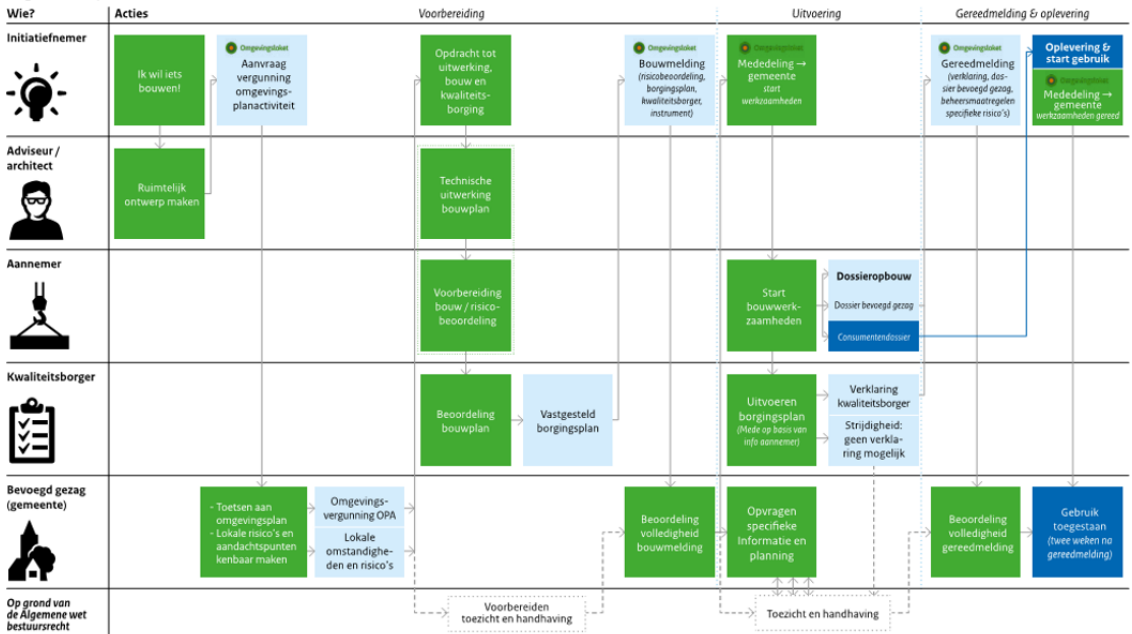 Wie?
Acties
Voorbereiding
Uitvoering
Gereedmelding & oplevering
Initiatiefnemer
Ik wil iets
bouwen!
Omgevingsloket
Aanvraag
vergunning
omgevings-
planactiviteit
Opdracht tot
uitwerking,
bouw en
kwaliteits-
borging
Omgevingsloket
Bouwmelding
(risicobeoordeling,
borgingsplan,
kwaliteitsborger,
instrument)
Omgevingsloket
Mededeling →
gemeente
start
werkzaamheden
Omgevingsloket
Gereedmelding
(verklaring, dos-
sier bevoegd gezag,
beheersmaatregelen
specifieke risico's)
Oplevering &
start gebruik
Omgevingsloket
Mededeling →
gemeente
werkzaamheden gereed
Adviseur /
architect
Ruimtelijk
ontwerp maken
Technische
uitwerking
bouwplan
Aannemer
Voorbereiding
bouw / risico-
beoordeling
Start
bouwwerk-
zaamheden
Dossieropbouw
Dossier bevoegd gezag
Consumentendossier
Kwaliteitsborger
Beoordeling
bouwplan
Vastgesteld
borgingsplan
Uitvoeren
borgingsplan
(Mede op basis van
info aannemer)
Verklaring
kwaliteitsborger
Strijdigheid:
geen verkla-
ring mogelijk
Bevoegd gezag
(gemeente)
- Toetsen aan
omgevingsplan
- Lokale risico's en
aandachtspunten
kenbaar maken
Omgevings-
vergunning OPA
Lokale
omstandighe-
den en risico's
Beoordeling
volledigheid
bouwmelding
Opvragen
specifieke
Informatie en
planning
Beoordeling
volledigheid
gereedmelding
Gebruik
toegestaan
(twee weken na
gereedmelding)
Op grond van
de Algemene wet
bestuursrecht
Voorbereiden
toezicht en handhaving
Toezicht en handhaving